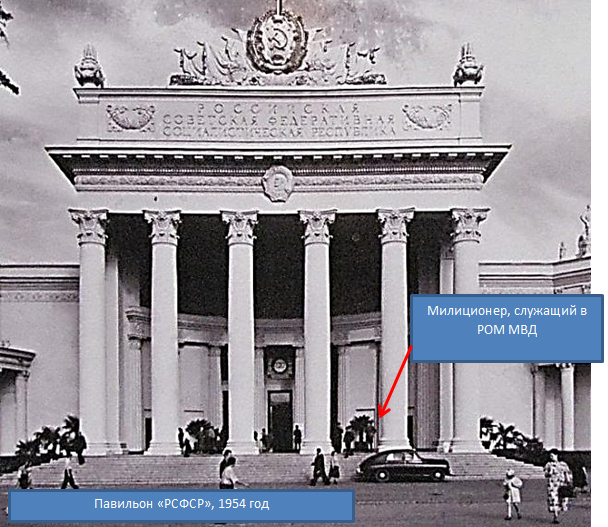 РОССИЙСКАЯ
СОВЕТСКАЯ ФЕДЕРАТИВНАЯ
СОЦИАЛИСТИЧЕСКАЯ РЕСПУБЛИКА
Милиционер, служащий в
РОМ МВД
Павильон «РСФСР», 1954 год